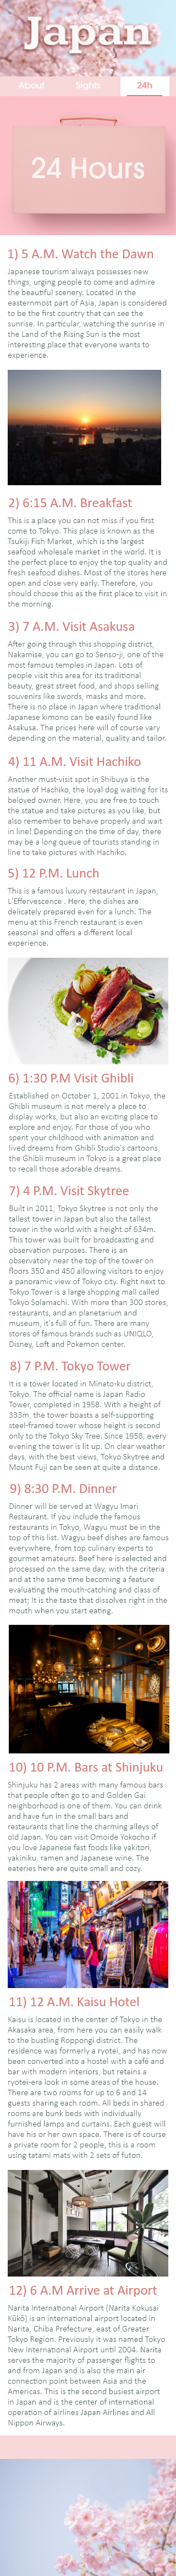 Japan
About Sights 24h
24 Hours
1) 5 A.M. Watch the Dawn
Japanese tourism always possesses new
things, urging people to come and admire
the beautiful scenery. Located in the
easternmost part of Asia, Japan is considered
to be the first country that can see the
sunrise. In particular, watching the sunrise in
the Land of the Rising Sun is the most
interesting place that everyone wants to
experience.
2) 6:15 A.M. Breakfast
This is a place you can not miss if you first
come to Tokyo. This place is known as the
Tsukiji Fish Market, which is the largest
seafood wholesale market in the world. It is
the perfect place to enjoy the top quality and
fresh seafood dishes. Most of the stores here
open and close very early. Therefore, you
should choose this as the first place to visit in
the morning.
3) 7 A.M. Visit Asakusa
After going through this shopping district,
Nakamise, you can go to Senso-ji, one of the
most famous temples in Japan. Lots of
people visit this area for its traditional
beauty, great street food, and shops selling
souvenirs like swords, masks and more.
There is no place in Japan where traditional
Japanese kimono can be easily found like
Asakusa. The prices here will of course vary
depending on the material, quality and tailor.
4) 11 A.M. Visit Hachiko
Another must-visit spot in Shibuya is the
statue of Hachiko, the loyal dog waiting for its
beloved owner. Here, you are free to touch
the statue and take pictures as you like, but
also remember to behave properly and wait
in line! Depending on the time of day, there
may be a long queue of tourists standing in
line to take pictures with Hachiko.
5) 12 P.M. Lunch
This is a famous luxury restaurant in Japan,
L'Effervescence . Here, the dishes are
delicately prepared even for a lunch. The
menu at this French restaurant is even
seasonal and offers a different local
experience.
6) 1:30 P.M Visit Ghibli
Established on October 1, 2001 in Tokyo, the
Ghibli museum is not merely a place to
display works, but also an exciting place to
explore and enjoy. For those of you who
spent your childhood with animation and
lived dreams from Ghibli Studio's cartoons,
the Ghibli museum in Tokyo is a great place
to recall those adorable dreams.
7) 4 P.M. Visit Skytree
Built in 2011, Tokyo Skytree is not only the
tallest tower in Japan but also the tallest
tower in the world with a height of 634m.
This tower was built for broadcasting and
observation purposes. There is an
observatory near the top of the tower on
floors 350 and 450 allowing visitors to enjoy
a panoramic view of Tokyo city. Right next to
Tokyo Tower is a large shopping mall called
Tokyo Solamachi. With more than 300 stores,
restaurants, and an planetarium and
museum, it's full of fun. There are many
stores of famous brands such as UNIQLO,
Disney, Loft and Pokemon center.
8) 7 P.M. Tokyo Tower
It is a tower located in Minato-ku district,
Tokyo. The official name is Japan Radio
Tower, completed in 1958. With a height of
333m, the tower boasts a self-supporting
steel-framed tower whose height is second
only to the Tokyo Sky Tree. Since 1958, every
evening the tower is lit up. On clear weather
days, with the best views, Tokyo Skytree and
Mount Fuji can be seen at quite a distance.
9) 8:30 P.M. Dinner
Dinner will be served at Wagyu Imari
Restaurant. If you include the famous
restaurants in Tokyo, Wagyu must be in the
top of this list. Wagyu beef dishes are famous
everywhere, from top culinary experts to
gourmet amateurs. Beef here is selected and
processed on the same day, with the criteria
and at the same time becoming a feature
evaluating the mouth-catching and class of
meat; It is the taste that dissolves right in the
mouth when you start eating.
10) 10 P.M. Bars at Shinjuku
Shinjuku has 2 areas with many famous bars
that people often go to and Golden Gai
neighborhood is one of them. You can drink
and have fun in the small bars and
restaurants that line the charming alleys of
old Japan. You can visit Omoide Yokocho if
you love Japanese fast foods like yakitori,
yakiniku, ramen and Japanese wine. The
eateries here are quite small and cozy.
11) 12 A.M. Kaisu Hotel
Kaisu is located in the center of Tokyo in the
Akasaka area, from here you can easily walk
to the bustling Roppongi district. The
residence was formerly a ryotei, and has now
been converted into a hostel with a café and
bar with modern interiors, but retains a
ryotei-era look in some areas of the house.
There are two rooms for up to 6 and 14
guests sharing each room. All beds in shared
rooms are bunk beds with individually
furnished lamps and curtains. Each guest will
have his or her own space. There is of course
a private room for 2 people, this is a room
using tatami mats with 2 sets of futon.
12) 6 A.M Arrive at Airport
Narita International Airport (Narita Kokusai
Kūkō) is an international airport located in
Narita, Chiba Prefecture, east of Greater
Tokyo Region. Previously it was named Tokyo
New International Airport until 2004. Narita
serves the majority of passenger flights to
and from Japan and is also the main air
connection point between Asia and the
Americas. This is the second busiest airport
in Japan and is the center of international
operation of airlines Japan Airlines and All
Nippon Airways.